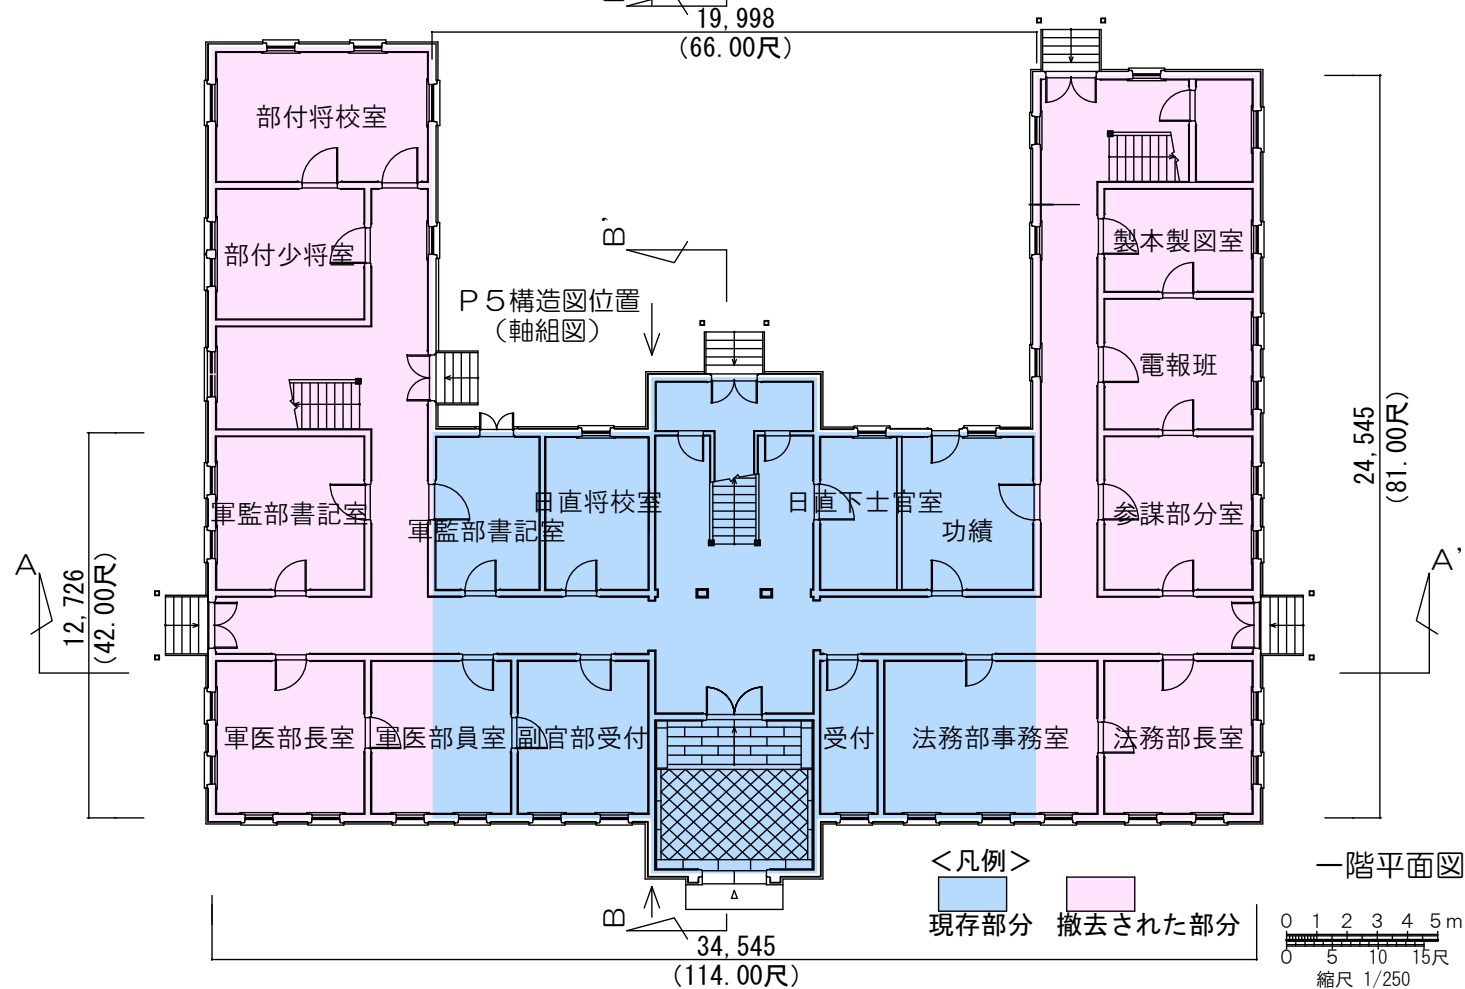 19,998
(66.00尺)
部付将校室
部付少将室
製本製図室
B'
P5構造図位置
(軸組図)
電報班
24,545
(81.00尺)
軍監部書記室
軍監部書記室
日直将校室
日直下士官室
功績
参謀部分室
A
A'
12,726
(42.00尺)
軍医部長室
軍医部員室
副官部受付
受付
法務部事務室
法務部長室
<凡例>
現存部分
撤去された部分
一階平面図
B
34,545
(114.00尺)
0 1 2 3 4 5m
0 5 10 15尺
縮尺 1/250